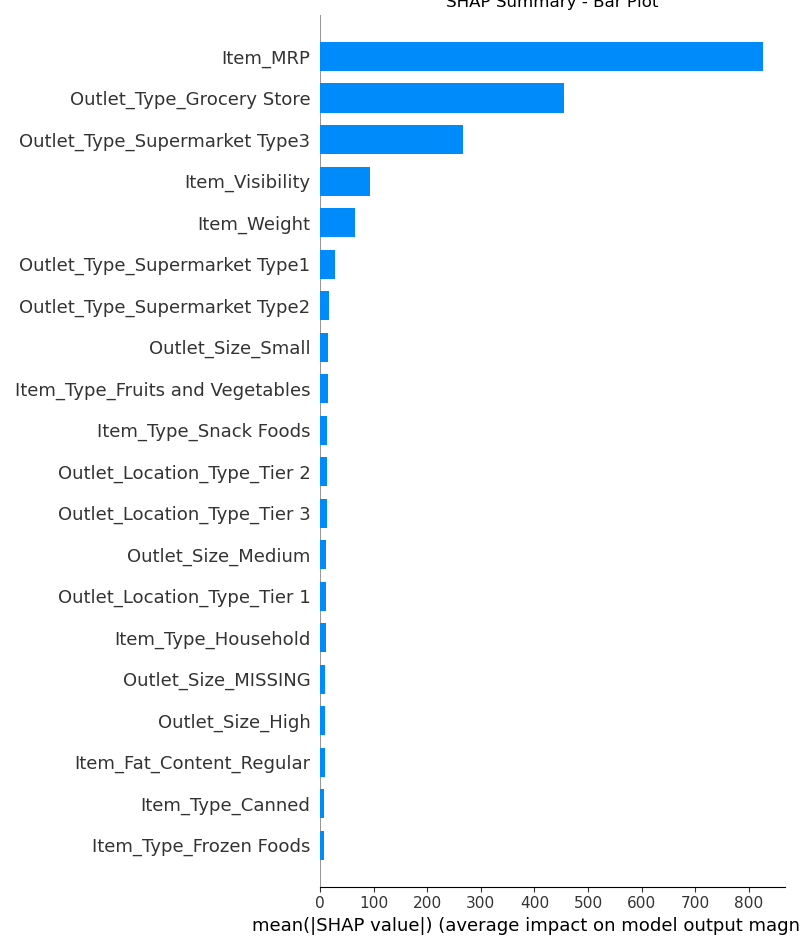 SHAP Summary - Bar Plot
Item_MRP
Outlet_Type_Grocery Store
Outlet_Type_Supermarket Type3
Item_Visibility
Item_Weight
Outlet_Type_Supermarket Type1
Outlet_Type_Supermarket Type2
Outlet_Size_Small
Item_Type_Fruits and Vegetables
Item_Type_Snack Foods
Outlet_Location_Type_Tier 2
Outlet_Location_Type_Tier 3
Outlet_Size_Medium
Outlet_Location_Type_Tier 1
Item_Type_Household
Outlet_Size_MISSING
Outlet_Size_High
Item_Fat_Content_Regular
Item_Type_Canned
Item_Type_Frozen Foods
0 100 200 300 400 500 600 700 800
mean(|SHAP value|) (average impact on model output magn